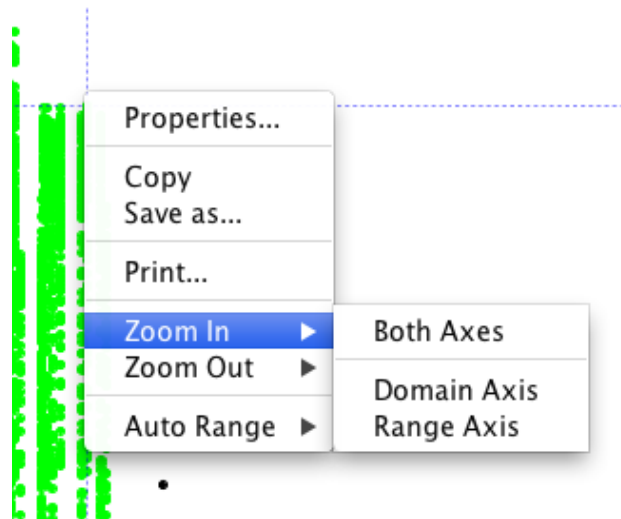 Properties...
Copy
Save as...
Print...
Zoom In
Zoom Out
Auto Range
Both Axes
Domain Axis
Range Axis